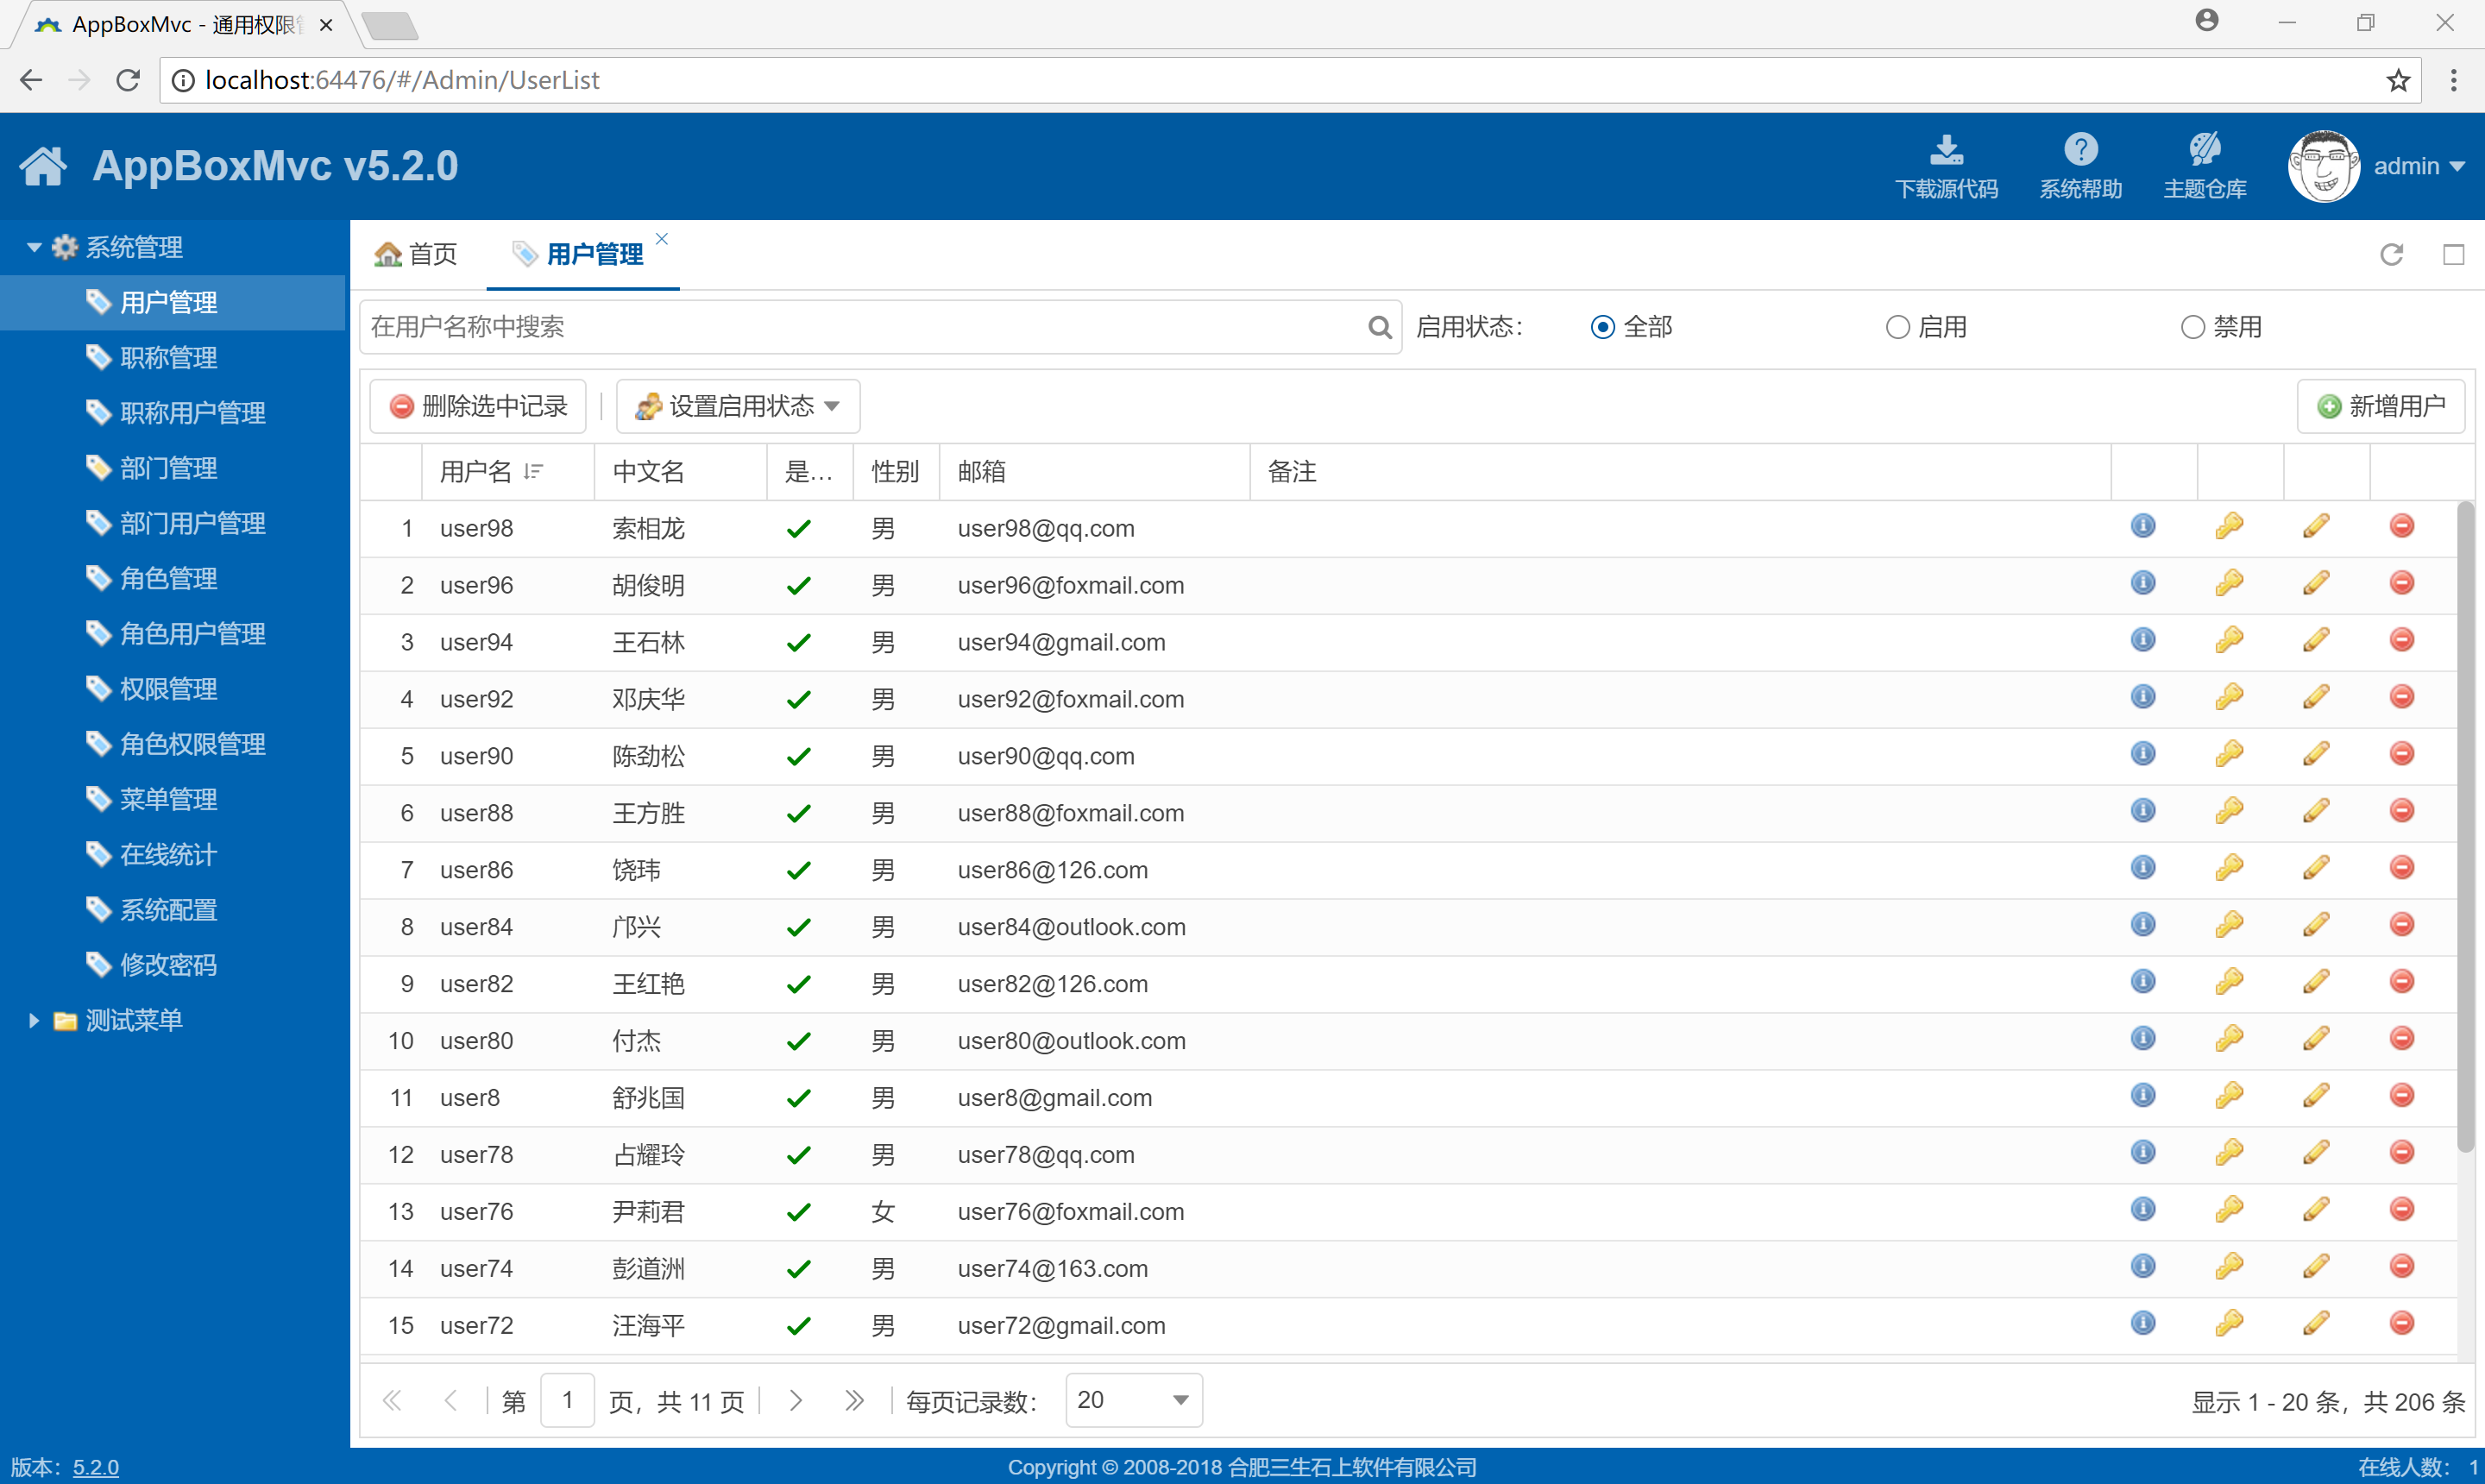 AppBoxMvc - 通用权限
localhost:64476/#/Admin/UserList
AppBoxMvc v5.2.0
下载源代码
系统帮助
主题仓库
admin
系统管理
用户管理
职称管理
职称用户管理
部门管理
部门用户管理
角色管理
角色用户管理
权限管理
角色权限管理
菜单管理
在线统计
系统配置
修改密码
测试菜单
首页 用户管理
在用户名称中搜索 启用状态： 全部 启用 禁用
删除选中记录 设置启用状态 新增用户
用户名 中文名 是... 性别 邮箱 备注
1 user98 索相龙 男 user98@qq.com
2 user96 胡俊明 男 user96@foxmail.com
3 user94 王石林 男 user94@gmail.com
4 user92 邓庆华 男 user92@foxmail.com
5 user90 陈劲松 男 user90@qq.com
6 user88 王方胜 男 user88@foxmail.com
7 user86 饶玮 男 user86@126.com
8 user84 邝兴 男 user84@outlook.com
9 user82 王红艳 男 user82@126.com
10 user80 付杰 男 user80@outlook.com
11 user8 舒兆国 男 user8@gmail.com
12 user78 占耀玲 男 user78@qq.com
13 user76 尹莉君 女 user76@foxmail.com
14 user74 彭道洲 男 user74@163.com
15 user72 汪海平 男 user72@gmail.com
第 1 页，共 11 页 每页记录数： 20 显示 1 - 20 条，共 206 条
版本：5.2.0 Copyright © 2008-2018 合肥三生石上软件有限公司 在线人数： 1